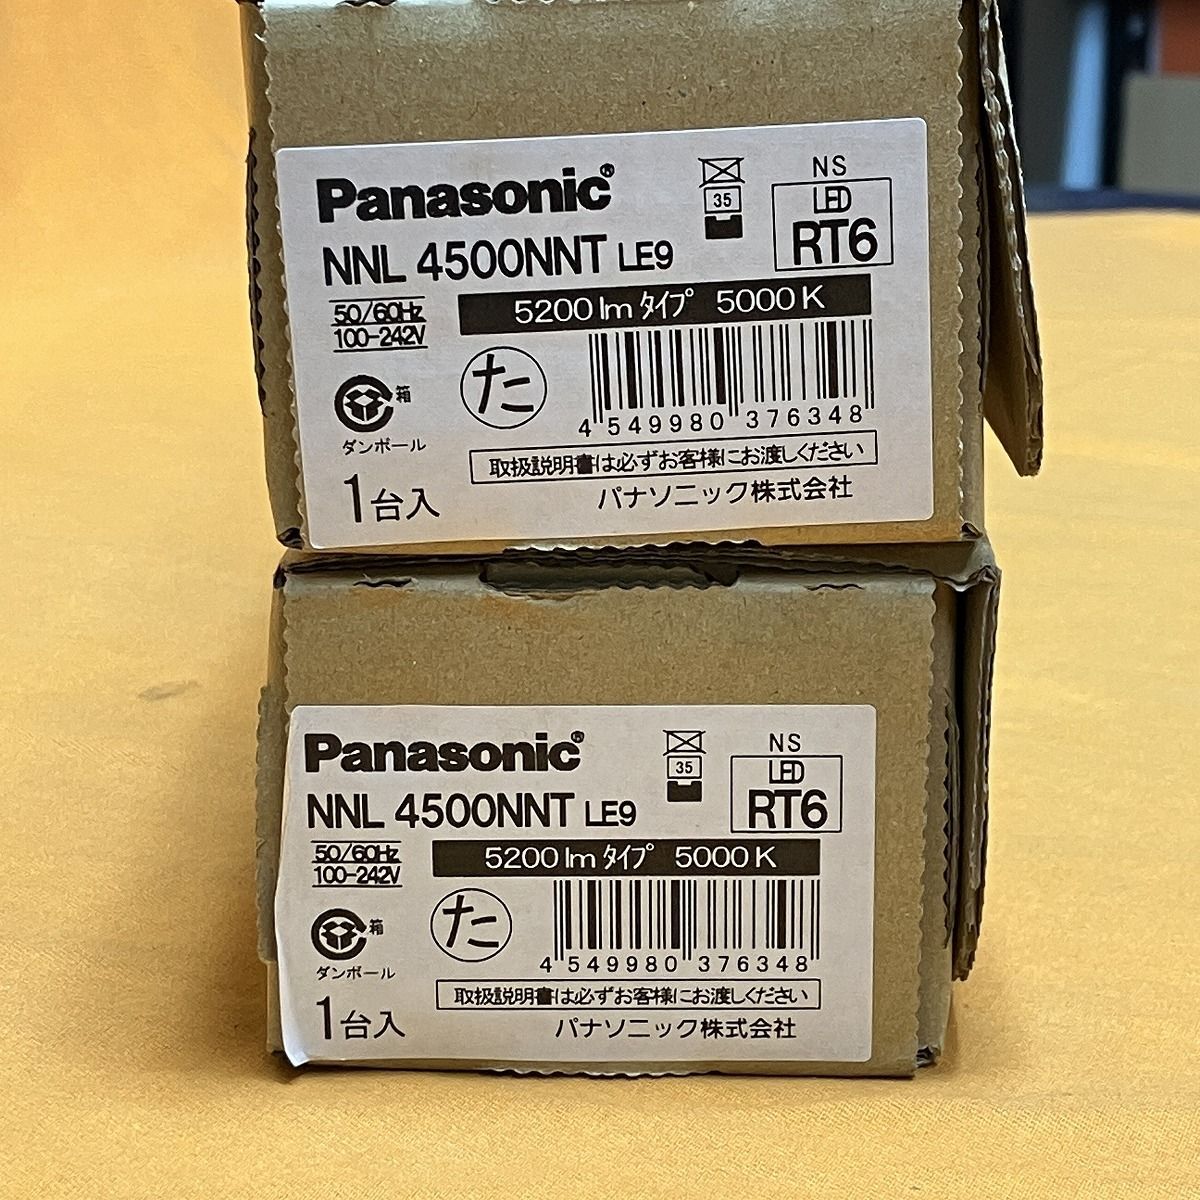 Panasonic®
NNL 4500NNT LE9
35
NS
LED
RT6
50/60Hz
100-242V
5200 lm タイプ 5000 K
た
箱
ダンボール
4 549980 376348
取扱説明書は必ずお客様にお渡しください
1台入
パナソニック株式会社
Panasonic®
NNL 4500NNT LE9
35
NS
LED
RT6
50/60Hz
100-242V
5200 lm タイプ 5000 K
た
箱
ダンボール
4 549980 376348
取扱説明書は必ずお客様にお渡しください
1台入
パナソニック株式会社